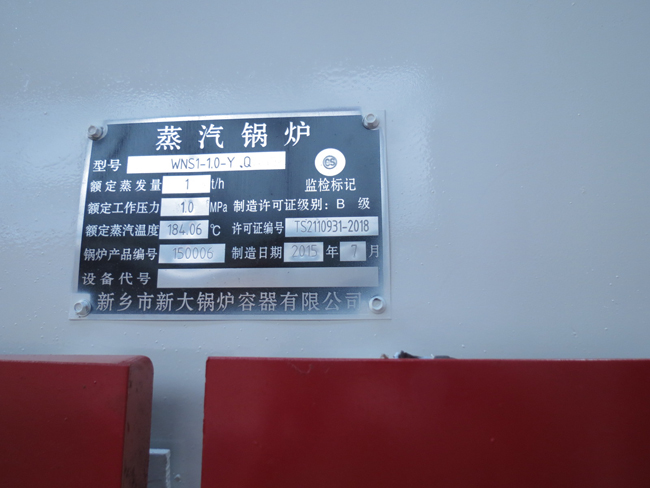 蒸汽锅炉
型号 WNS1-1.0-Y.Q
CS
额定蒸发量 1 t/h 监检标记
额定工作压力 1.0 MPa 制造许可证级别:B 级
额定蒸汽温度 184.06 ℃ 许可证编号 TS2110931-2018
锅炉产品编号 150006 制造日期 2015 年 7 月
设备代号
新乡市新大锅炉容器有限公司